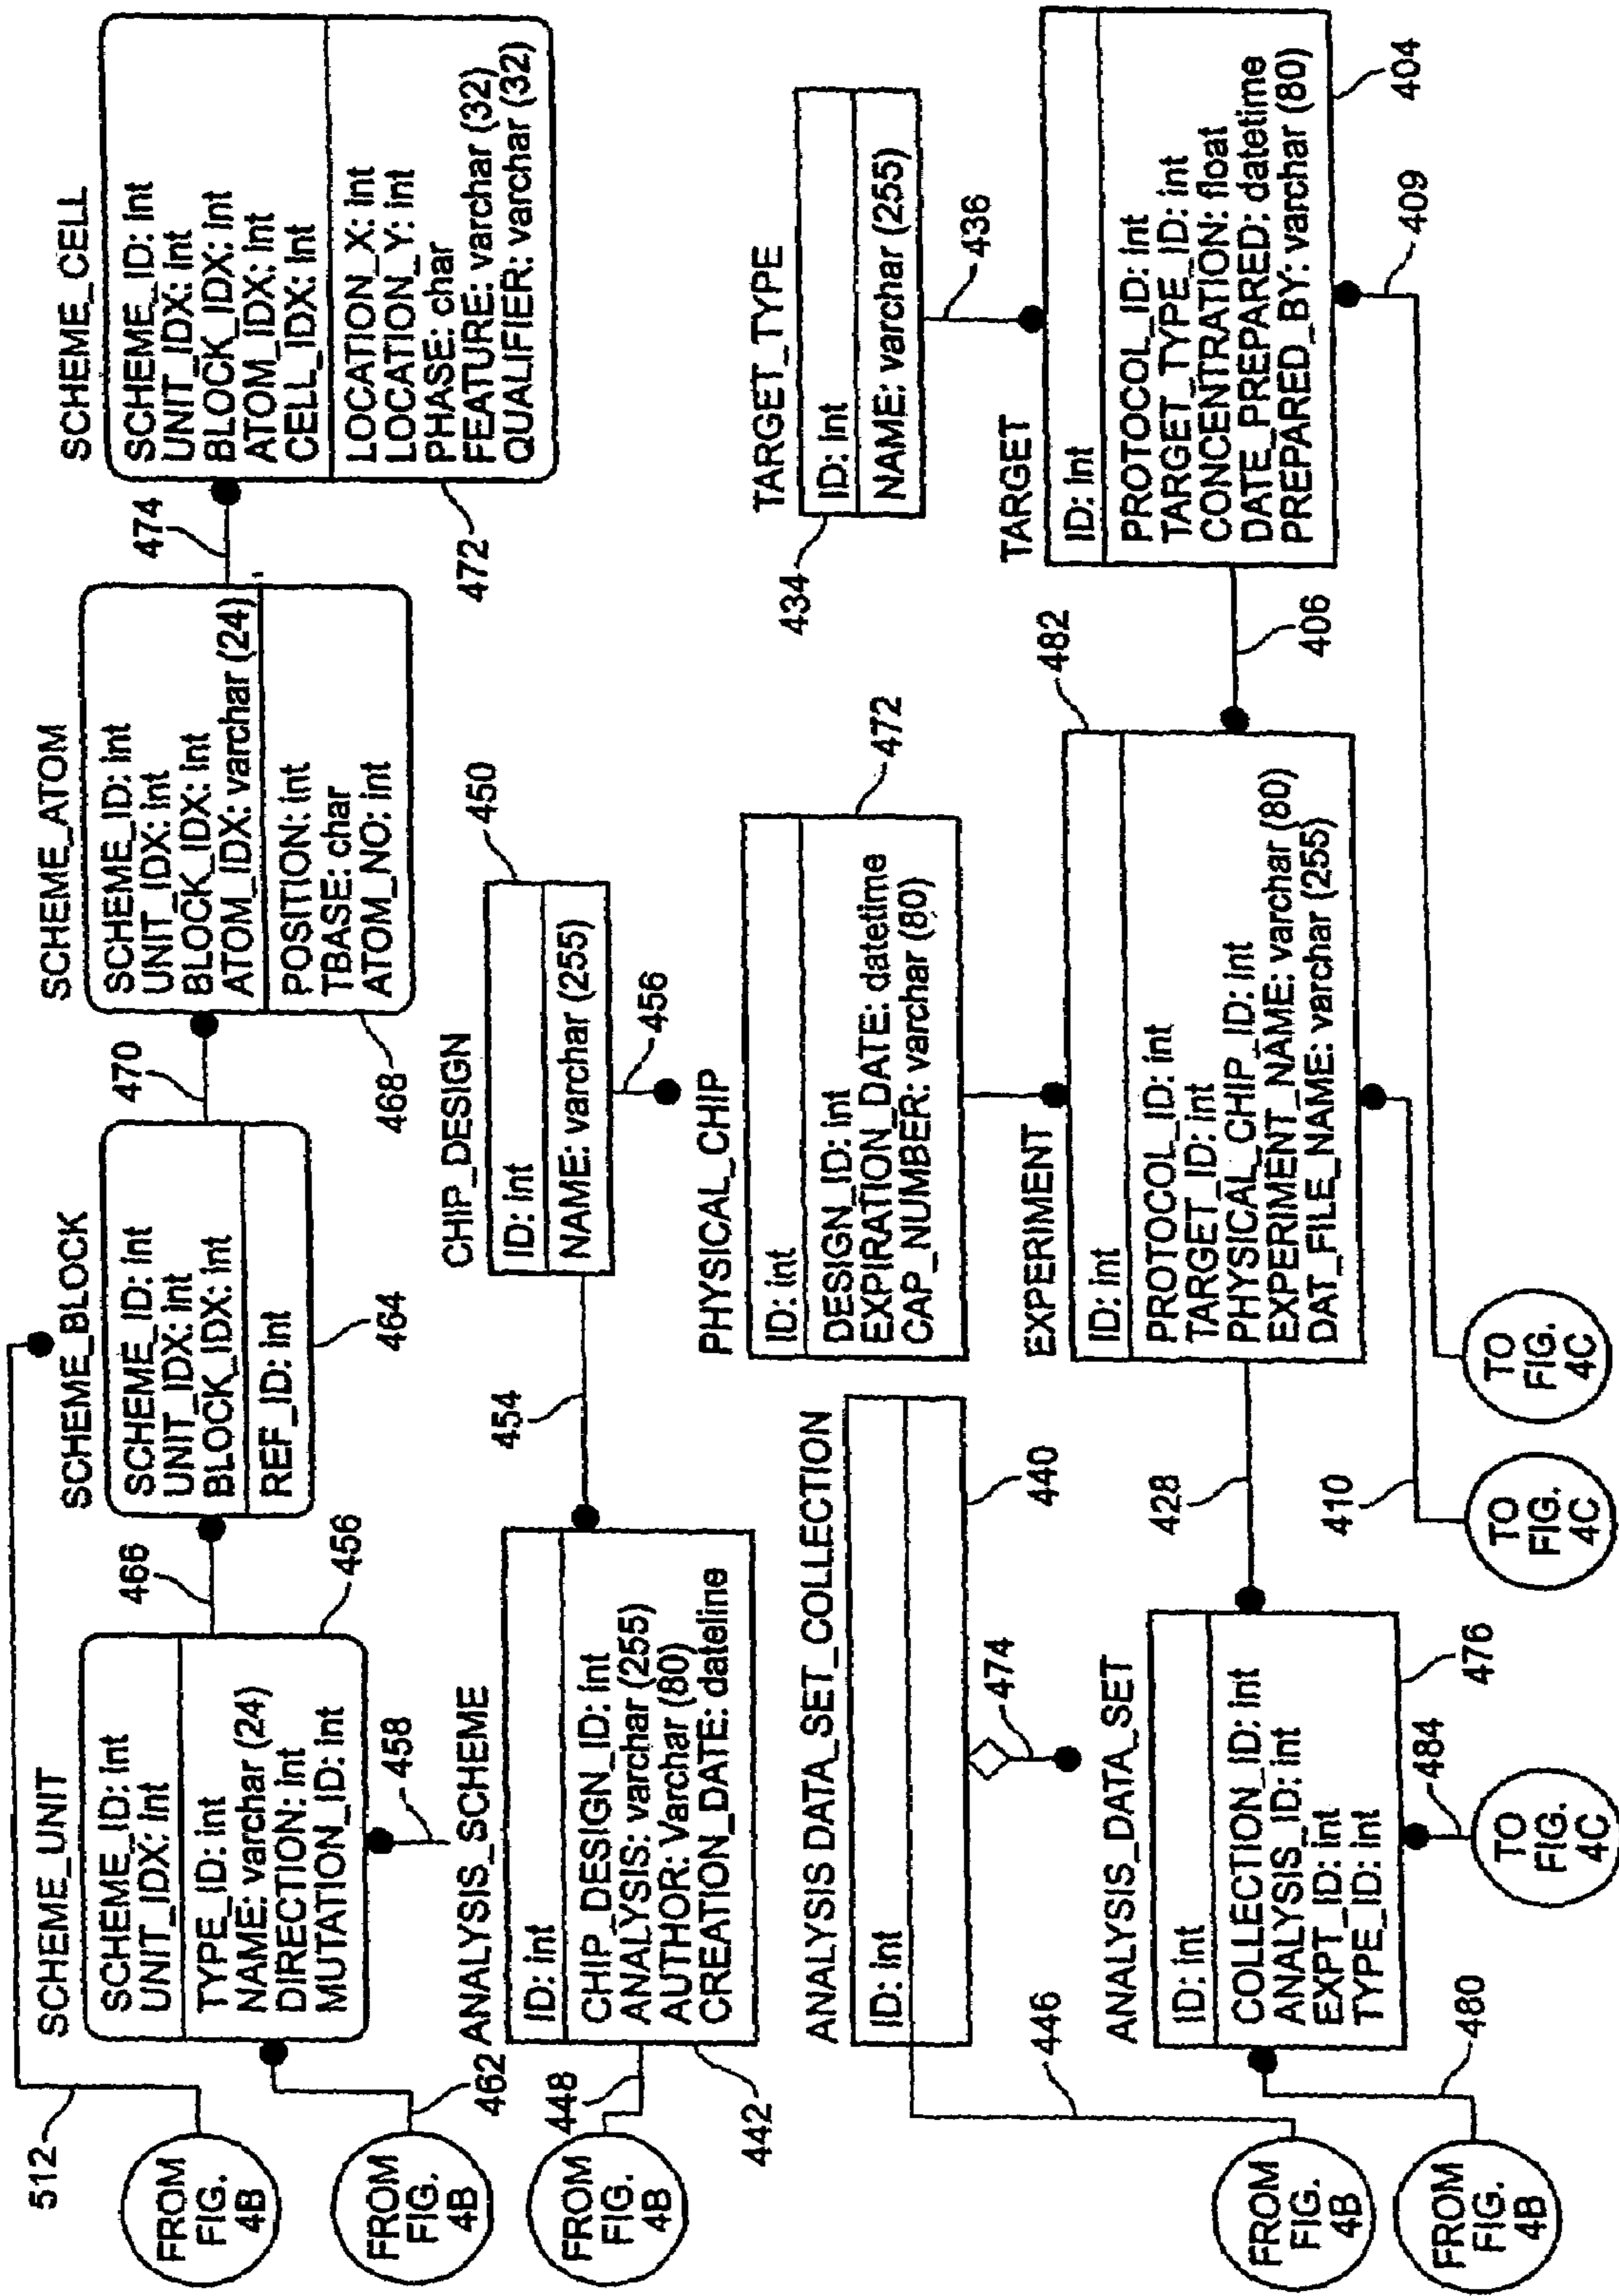 SCHEME_UNIT
SCHEME_ID: int
UNIT_IDX: int
TYPE_ID: int
NAME: varchar (24)
DIRECTION: int
MUTATION_ID: int
456
458
462
466
512
FROM
FIG.
4B
FROM
FIG.
4B
SCHEME_BLOCK
SCHEME_ID: int
UNIT_IDX: int
BLOCK_IDX: int
REF_ID: int
464
470
SCHEME_ATOM
SCHEME_ID: int
UNIT_IDX: int
BLOCK_IDX: int
ATOM_IDX: varchar (24)
POSITION: int
TBASE: char
ATOM_NO: int
468
474
SCHEME_CELL
SCHEME_ID: int
UNIT_IDX: int
BLOCK_IDX: int
ATOM_IDX: int
CELL_IDX: int
LOCATION_X: int
LOCATION_Y: int
PHASE: char
FEATURE: varchar (32)
QUALIFIER: varchar (32)
472
FROM
FIG.
4B
448
442
ANALYSIS_SCHEME
ID: int
CHIP_DESIGN_ID: int
ANALYSIS: varchar (255)
AUTHOR: Varchar (80)
CREATION_DATE: dateline
454
CHIP_DESIGN
ID: int
NAME: varchar (255)
450
456
ANALYSIS DATA_SET_COLLECTION
ID: int
440
446
474
PHYSICAL_CHIP
ID: int
DESIGN_ID: int
EXPIRATION_DATE: datetime
CAP_NUMBER: varchar (80)
472
TARGET_TYPE
ID: int
NAME: varchar (255)
434
436
FROM
FIG.
4B
FROM
FIG.
4B
480
ANALYSIS_DATA_SET
ID: int
COLLECTION_ID: int
ANALYSIS_ID: int
EXPT_ID: int
TYPE_ID: int
476
484
TO
FIG.
4C
428
EXPERIMENT
ID: int
PROTOCOL_ID: int
TARGET_ID: int
PHYSICAL_CHIP_ID: int
EXPERIMENT_NAME: varchar (80)
DAT_FILE_NAME: varchar (255)
482
410
TO
FIG.
4C
TO
FIG.
4C
406
TARGET
ID: int
PROTOCOL_ID: int
TARGET_TYPE_ID: int
CONCENTRATION: float
DATE_PREPARED: datetime
PREPARED_BY: varchar (80)
404
409